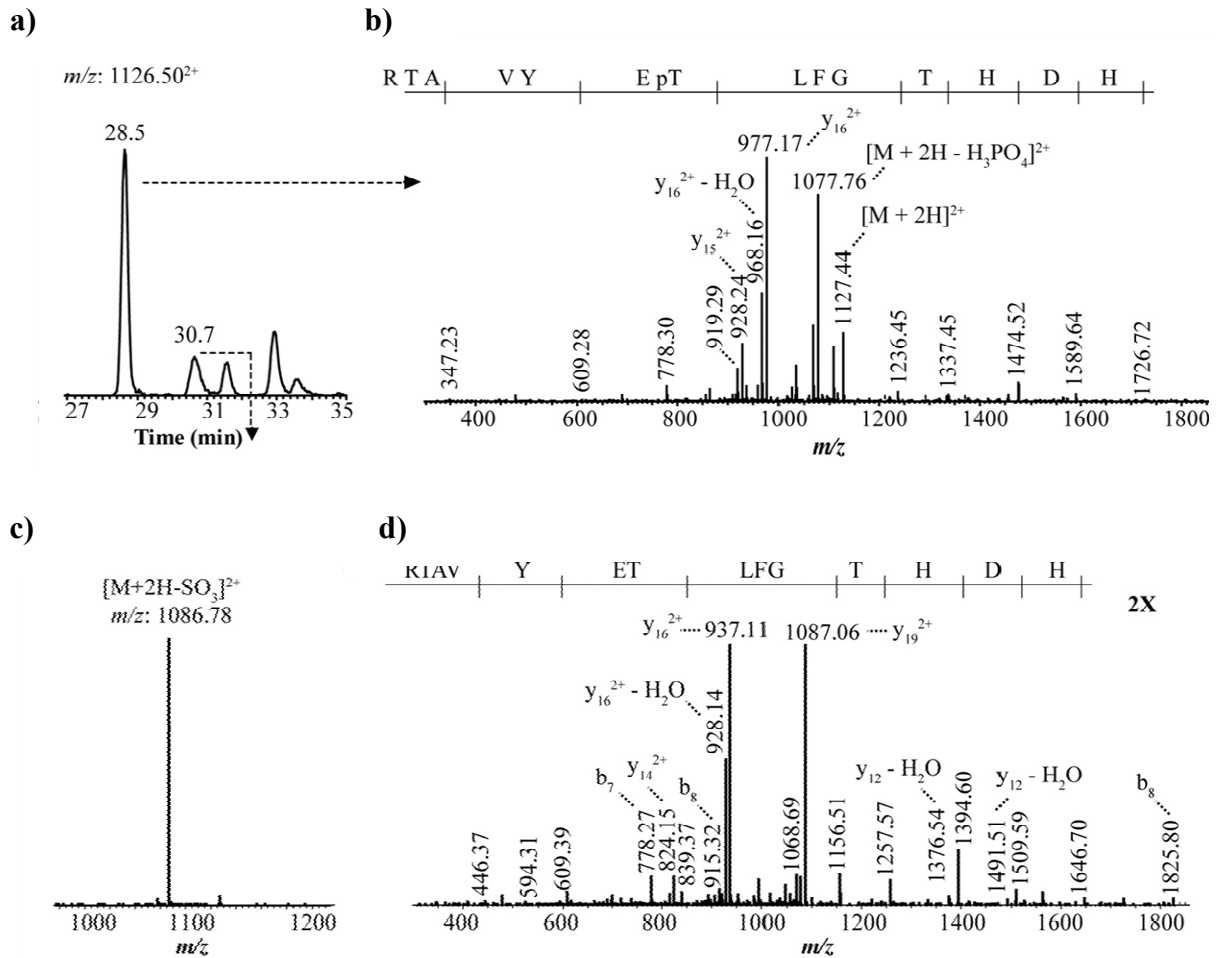 a)
m/z: 1126.50²⁺
28.5
30.7
27 29 31 33 35
Time (min)
b)
R T A V Y E pT L F G T H D H
y₁₆²⁺
977.17
[M + 2H - H₃PO₄]²⁺
y₁₆²⁺ - H₂O
1077.76
[M + 2H]²⁺
y₁₅²⁺
968.16
1127.44
919.29
928.24
347.23
609.28
778.30
1236.45
1337.45
1474.52
1589.64
1726.72
400 600 800 1000 1200 1400 1600 1800
m/z
c)
[M+2H-SO₃]²⁺
m/z: 1086.78
1000 1100 1200
m/z
d)
RTAV Y ET LFG T H D H
2X
y₁₆²⁺ 937.11 1087.06 y₁₉²⁺
y₁₆²⁺ - H₂O
928.14
b₇
y₁₄²⁺
b₈
y₁₂ - H₂O
y₁₂ - H₂O
b₈
446.37
594.31
609.39
778.27
824.15
839.37
915.32
1068.69
1156.51
1257.57
1376.54
1394.60
1491.51
1509.59
1646.70
1825.80
400 600 800 1000 1200 1400 1600 1800
m/z